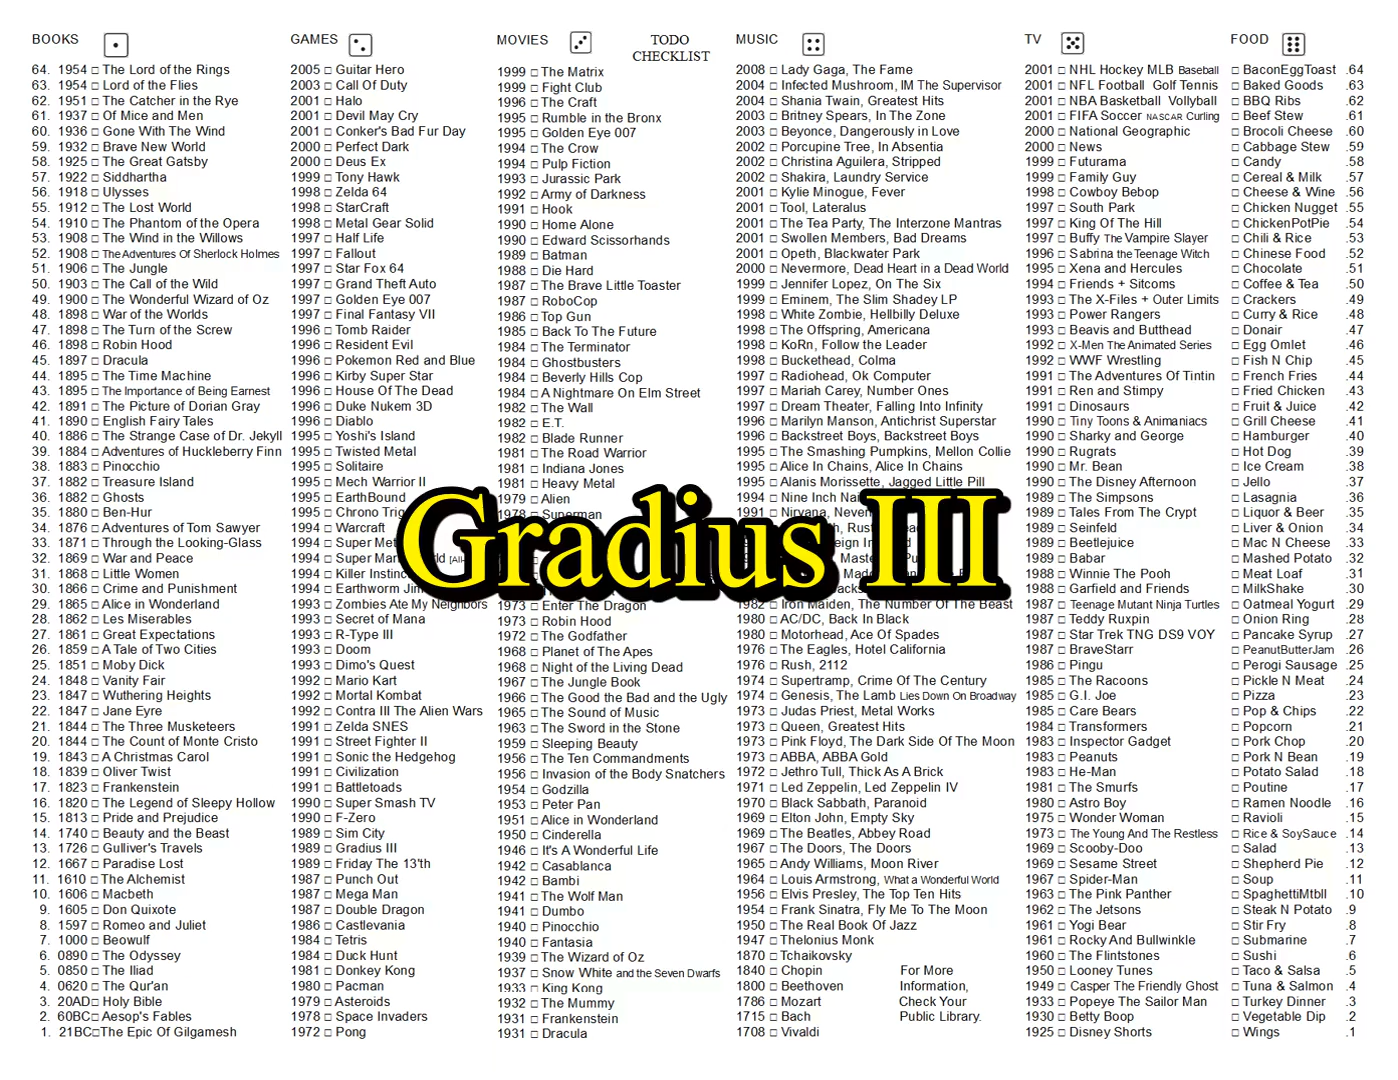 BOOKS
64. 1954 □ The Lord of the Rings
63. 1954 □ Lord of the Flies
62. 1951 □ The Catcher in the Rye
61. 1937 □ Of Mice and Men
60. 1936 □ Gone With The Wind
59. 1932 □ Brave New World
58. 1925 □ The Great Gatsby
57. 1922 □ Siddhartha
56. 1918 □ Ulysses
55. 1912 □ The Lost World
54. 1910 □ The Phantom of the Opera
53. 1908 □ The Wind in the Willows
52. 1908 □ The Adventures Of Sherlock Holmes
51. 1906 □ The Jungle
50. 1903 □ The Call of the Wild
49. 1900 □ The Wonderful Wizard of Oz
48. 1898 □ War of the Worlds
47. 1898 □ The Turn of the Screw
46. 1898 □ Robin Hood
45. 1897 □ Dracula
44. 1895 □ The Time Machine
43. 1895 □ The Importance of Being Earnest
42. 1891 □ The Picture of Dorian Gray
41. 1890 □ English Fairy Tales
40. 1886 □ The Strange Case of Dr. Jekyll
39. 1884 □ Adventures of Huckleberry Finn
38. 1883 □ Pinocchio
37. 1882 □ Treasure Island
36. 1882 □ Ghosts
35. 1880 □ Ben-Hur
34. 1876 □ Adventures of Tom Sawyer
33. 1871 □ Through the Looking-Glass
32. 1869 □ War and Peace
31. 1868 □ Little Women
30. 1866 □ Crime and Punishment
29. 1865 □ Alice in Wonderland
28. 1862 □ Les Miserables
27. 1861 □ Great Expectations
26. 1859 □ A Tale of Two Cities
25. 1851 □ Moby Dick
24. 1848 □ Vanity Fair
23. 1847 □ Wuthering Heights
22. 1847 □ Jane Eyre
21. 1844 □ The Three Musketeers
20. 1844 □ The Count of Monte Cristo
19. 1843 □ A Christmas Carol
18. 1839 □ Oliver Twist
17. 1823 □ Frankenstein
16. 1820 □ The Legend of Sleepy Hollow
15. 1813 □ Pride and Prejudice
14. 1740 □ Beauty and the Beast
13. 1726 □ Gulliver's Travels
12. 1667 □ Paradise Lost
11. 1610 □ The Alchemist
10. 1606 □ Macbeth
9. 1605 □ Don Quixote
8. 1597 □ Romeo and Juliet
7. 1000 □ Beowulf
6. 0890 □ The Odyssey
5. 0850 □ The Iliad
4. 0620 □ The Qur'an
3. 20AD□ Holy Bible
2. 60BC□ Aesop's Fables
1. 21BC□The Epic Of Gilgamesh
GAMES
2005 □ Guitar Hero
2003 □ Call Of Duty
2001 □ Halo
2001 □ Devil May Cry
2001 □ Conker's Bad Fur Day
2000 □ Perfect Dark
2000 □ Deus Ex
1999 □ Tony Hawk
1998 □ Zelda 64
1998 □ StarCraft
1998 □ Metal Gear Solid
1997 □ Half Life
1997 □ Fallout
1997 □ Star Fox 64
1997 □ Grand Theft Auto
1997 □ Golden Eye 007
1997 □ Final Fantasy VII
1996 □ Tomb Raider
1996 □ Resident Evil
1996 □ Pokemon Red and Blue
1996 □ Kirby Super Star
1996 □ House Of The Dead
1996 □ Duke Nukem 3D
1996 □ Diablo
1995 □ Yoshi's Island
1995 □ Twisted Metal
1995 □ Solitaire
1995 □ Mech Warrior II
1995 □ EarthBound
1995 □ Chrono
1994 □ Warcraft
1994 □ Super
1994 □ Super
1994 □ Killer
1994 □ Earthworm
1993 □ Zombies Ate My Neighbors
1993 □ Secret of Mana
1993 □ R-Type III
1993 □ Doom
1993 □ Dimo's Quest
1992 □ Mario Kart
1992 □ Mortal Kombat
1992 □ Contra III The Alien Wars
1991 □ Zelda SNES
1991 □ Street Fighter II
1991 □ Sonic the Hedgehog
1991 □ Civilization
1991 □ Battletoads
1990 □ Super Smash TV
1990 □ F-Zero
1989 □ Sim City
1989 □ Gradius III
1989 □ Friday The 13'th
1987 □ Punch Out
1987 □ Mega Man
1987 □ Double Dragon
1986 □ Castlevania
1984 □ Tetris
1984 □ Duck Hunt
1981 □ Donkey Kong
1980 □ Pacman
1979 □ Asteroids
1978 □ Space Invaders
1972 □ Pong
MOVIES
TODO
CHECKLIST
1999 □ The Matrix
1999 □ Fight Club
1996 □ The Craft
1995 □ Rumble in the Bronx
1995 □ Golden Eye 007
1994 □ The Crow
1994 □ Pulp Fiction
1993 □ Jurassic Park
1992 □ Army of Darkness
1991 □ Hook
1990 □ Home Alone
1990 □ Edward Scissorhands
1989 □ Batman
1988 □ Die Hard
1987 □ The Brave Little Toaster
1987 □ RoboCop
1986 □ Top Gun
1985 □ Back To The Future
1984 □ The Terminator
1984 □ Ghostbusters
1984 □ Beverly Hills Cop
1984 □ A Nightmare On Elm Street
1982 □ The Wall
1982 □ E.T.
1982 □ Blade Runner
1981 □ The Road Warrior
1981 □ Indiana Jones
1981 □ Heavy Metal
1979 □ Alien
1978 □ Superman
1973 □ Enter The Dragon
1973 □ Robin Hood
1972 □ The Godfather
1968 □ Planet of The Apes
1968 □ Night of the Living Dead
1967 □ The Jungle Book
1966 □ The Good the Bad and the Ugly
1965 □ The Sound of Music
1963 □ The Sword in the Stone
1959 □ Sleeping Beauty
1956 □ The Ten Commandments
1956 □ Invasion of the Body Snatchers
1954 □ Godzilla
1953 □ Peter Pan
1951 □ Alice in Wonderland
1950 □ Cinderella
1946 □ It's A Wonderful Life
1942 □ Casablanca
1942 □ Bambi
1941 □ The Wolf Man
1941 □ Dumbo
1940 □ Pinocchio
1940 □ Fantasia
1939 □ The Wizard of Oz
1937 □ Snow White and the Seven Dwarfs
1933 □ King Kong
1932 □ The Mummy
1931 □ Frankenstein
1931 □ Dracula
MUSIC
2008 □ Lady Gaga, The Fame
2004 □ Infected Mushroom, IM The Supervisor
2004 □ Shania Twain, Greatest Hits
2003 □ Britney Spears, In The Zone
2003 □ Beyonce, Dangerously in Love
2002 □ Porcupine Tree, In Absentia
2002 □ Christina Aguilera, Stripped
2002 □ Shakira, Laundry Service
2001 □ Kylie Minogue, Fever
2001 □ Tool, Lateralus
2001 □ The Tea Party, The Interzone Mantras
2001 □ Swollen Members, Bad Dreams
2001 □ Opeth, Blackwater Park
2000 □ Nevermore, Dead Heart in a Dead World
1999 □ Jennifer Lopez, On The Six
1999 □ Eminem, The Slim Shadey LP
1998 □ White Zombie, Hellbilly Deluxe
1998 □ The Offspring, Americana
1998 □ KoRn, Follow the Leader
1998 □ Buckethead, Colma
1997 □ Radiohead, Ok Computer
1997 □ Mariah Carey, Number Ones
1997 □ Dream Theater, Falling Into Infinity
1996 □ Marilyn Manson, Antichrist Superstar
1996 □ Backstreet Boys, Backstreet Boys
1995 □ The Smashing Pumpkins, Mellon Collie
1995 □ Alice In Chains, Alice In Chains
1995 □ Alanis Morissette, Jagged Little Pill
1994 □ Nine Inch
1991 □ Nirvana,
1982 □ Iron Maiden, The Number Of The Beast
1980 □ AC/DC, Back In Black
1980 □ Motorhead, Ace Of Spades
1976 □ The Eagles, Hotel California
1976 □ Rush, 2112
1974 □ Supertramp, Crime Of The Century
1974 □ Genesis, The Lamb Lies Down On Broadway
1973 □ Judas Priest, Metal Works
1973 □ Queen, Greatest Hits
1973 □ Pink Floyd, The Dark Side Of The Moon
1973 □ ABBA, ABBA Gold
1972 □ Jethro Tull, Thick As A Brick
1971 □ Led Zeppelin, Led Zeppelin IV
1970 □ Black Sabbath, Paranoid
1969 □ Elton John, Empty Sky
1969 □ The Beatles, Abbey Road
1967 □ The Doors, The Doors
1965 □ Andy Williams, Moon River
1964 □ Louis Armstrong, What a Wonderful World
1956 □ Elvis Presley, The Top Ten Hits
1954 □ Frank Sinatra, Fly Me To The Moon
1950 □ The Real Book Of Jazz
1947 □ Thelonius Monk
1870 □ Tchaikovsky
1840 □ Chopin
1800 □ Beethoven
1786 □ Mozart
1715 □ Bach
1708 □ Vivaldi
For More
Information,
Check Your
Public Library.
TV
2001 □ NHL Hockey MLB Baseball
2001 □ NFL Football Golf Tennis
2001 □ NBA Basketball Vollyball
2001 □ FIFA Soccer NASCAR Curling
2000 □ National Geographic
2000 □ News
1999 □ Futurama
1999 □ Family Guy
1998 □ Cowboy Bebop
1997 □ South Park
1997 □ King Of The Hill
1997 □ Buffy The Vampire Slayer
1996 □ Sabrina the Teenage Witch
1995 □ Xena and Hercules
1994 □ Friends + Sitcoms
1993 □ The X-Files + Outer Limits
1993 □ Power Rangers
1993 □ Beavis and Butthead
1992 □ X-Men The Animated Series
1992 □ WWF Wrestling
1991 □ The Adventures Of Tintin
1991 □ Ren and Stimpy
1991 □ Dinosaurs
1990 □ Tiny Toons & Animaniacs
1990 □ Sharky and George
1990 □ Rugrats
1990 □ Mr. Bean
1990 □ The Disney Afternoon
1989 □ The Simpsons
1989 □ Tales From The Crypt
1989 □ Seinfeld
1989 □ Beetlejuice
1989 □ Babar
1988 □ Winnie The Pooh
1988 □ Garfield and Friends
1987 □ Teenage Mutant Ninja Turtles
1987 □ Teddy Ruxpin
1987 □ Star Trek TNG DS9 VOY
1987 □ BraveStarr
1986 □ Pingu
1985 □ The Racoons
1985 □ G.I. Joe
1985 □ Care Bears
1984 □ Transformers
1983 □ Inspector Gadget
1983 □ Peanuts
1983 □ He-Man
1981 □ The Smurfs
1980 □ Astro Boy
1975 □ Wonder Woman
1973 □ The Young And The Restless
1969 □ Scooby-Doo
1969 □ Sesame Street
1967 □ Spider-Man
1963 □ The Pink Panther
1962 □ The Jetsons
1961 □ Yogi Bear
1961 □ Rocky And Bullwinkle
1960 □ The Flintstones
1950 □ Looney Tunes
1949 □ Casper The Friendly Ghost
1933 □ Popeye The Sailor Man
1930 □ Betty Boop
1925 □ Disney Shorts
FOOD
□ BaconEggToast .64
□ Baked Goods .63
□ BBQ Ribs .62
□ Beef Stew .61
□ Brocoli Cheese .60
□ Cabbage Stew .59
□ Candy .58
□ Cereal & Milk .57
□ Cheese & Wine .56
□ Chicken Nugget .55
□ ChickenPotPie .54
□ Chili & Rice .53
□ Chinese Food .52
□ Chocolate .51
□ Coffee & Tea .50
□ Crackers .49
□ Curry & Rice .48
□ Donair .47
□ Egg Omlet .46
□ Fish N Chip .45
□ French Fries .44
□ Fried Chicken .43
□ Fruit & Juice .42
□ Grill Cheese .41
□ Hamburger .40
□ Hot Dog .39
□ Ice Cream .38
□ Jello .37
□ Lasagnia .36
□ Liquor & Beer .35
□ Liver & Onion .34
□ Mac N Cheese .33
□ Mashed Potato .32
□ Meat Loaf .31
□ MilkShake .30
□ Oatmeal Yogurt .29
□ Onion Ring .28
□ Pancake Syrup .27
□ PeanutButterJam .26
□ Perogi Sausage .25
□ Pickle N Meat .24
□ Pizza .23
□ Pop & Chips .22
□ Popcorn .21
□ Pork Chop .20
□ Pork N Bean .19
□ Potato Salad .18
□ Poutine .17
□ Ramen Noodle .16
□ Ravioli .15
□ Rice & SoySauce .14
□ Salad .13
□ Shepherd Pie .12
□ Soup .11
□ SpaghettiMtbll .10
□ Steak N Potato .9
□ Stir Fry .8
□ Submarine .7
□ Sushi .6
□ Taco & Salsa .5
□ Tuna & Salmon .4
□ Turkey Dinner .3
□ Vegetable Dip .2
□ Wings .1
Gradius III